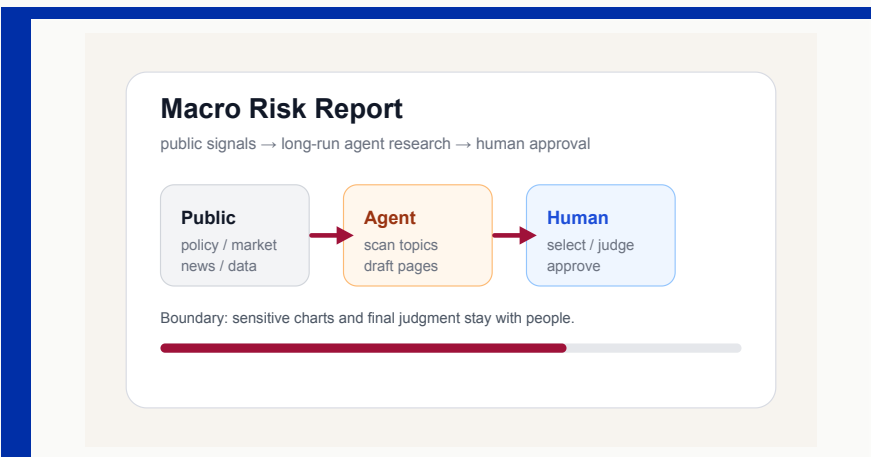 Macro Risk Report
public signals → long-run agent research → human approval
Public
policy / market
news / data
Agent
scan topics
draft pages
Human
select / judge
approve
Boundary: sensitive charts and final judgment stay with people.